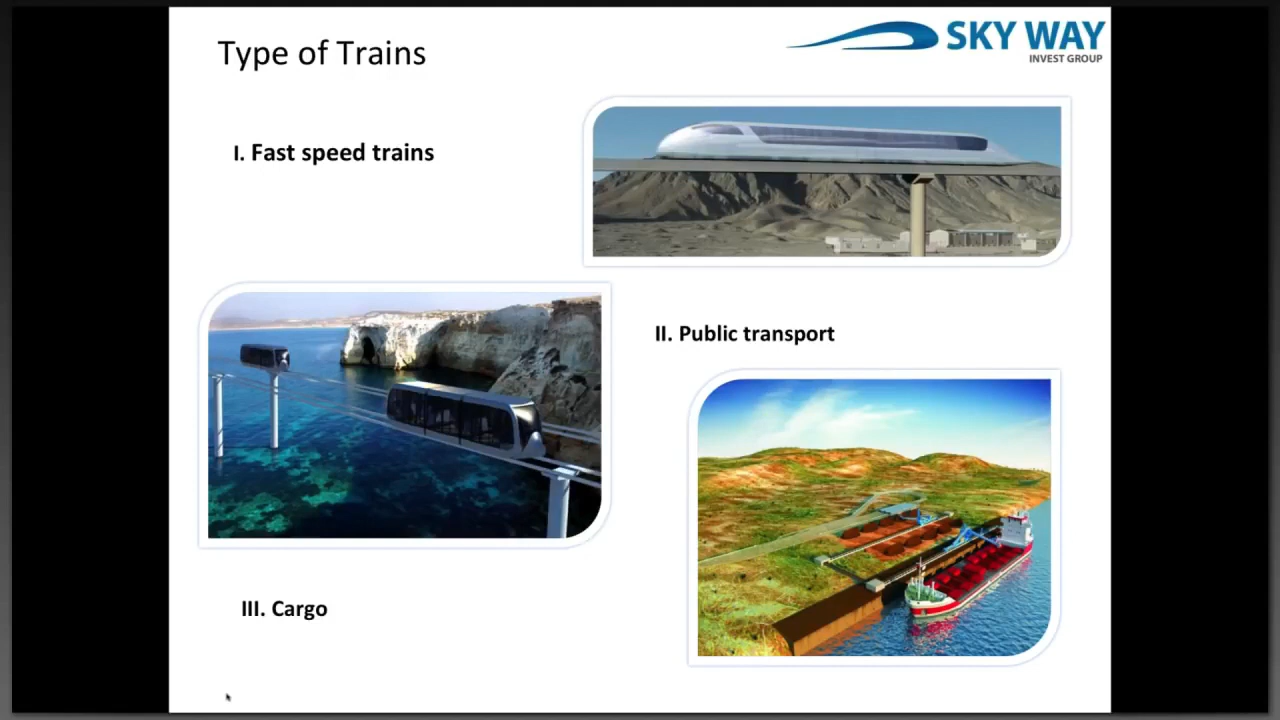 Type of Trains
SKY WAY
INVEST GROUP
I. Fast speed trains
II. Public transport
III. Cargo